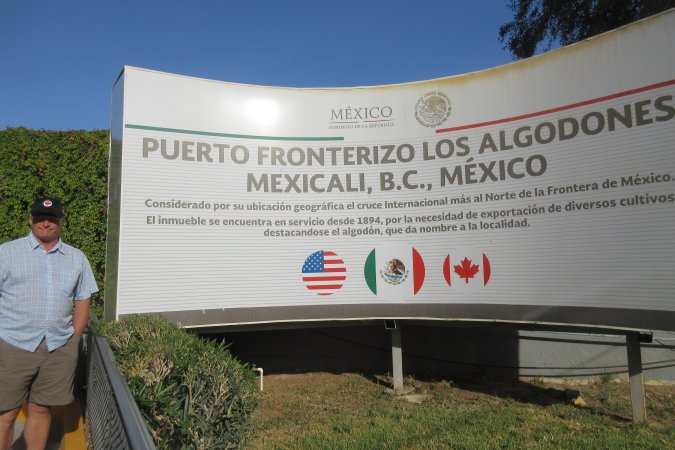 MÉXICO
GOBIERNO DE LA REPÚBLICA
PUERTO FRONTERIZO LOS ALGODONES
MEXICALI, B.C., MÉXICO
Considerado por su ubicación geográfica el cruce Internacional más al Norte de la Frontera de México.
El inmueble se encuentra en servicio desde 1894, por la necesidad de exportación de diversos cultivos
destacandose el algodón, que da nombre a la localidad.